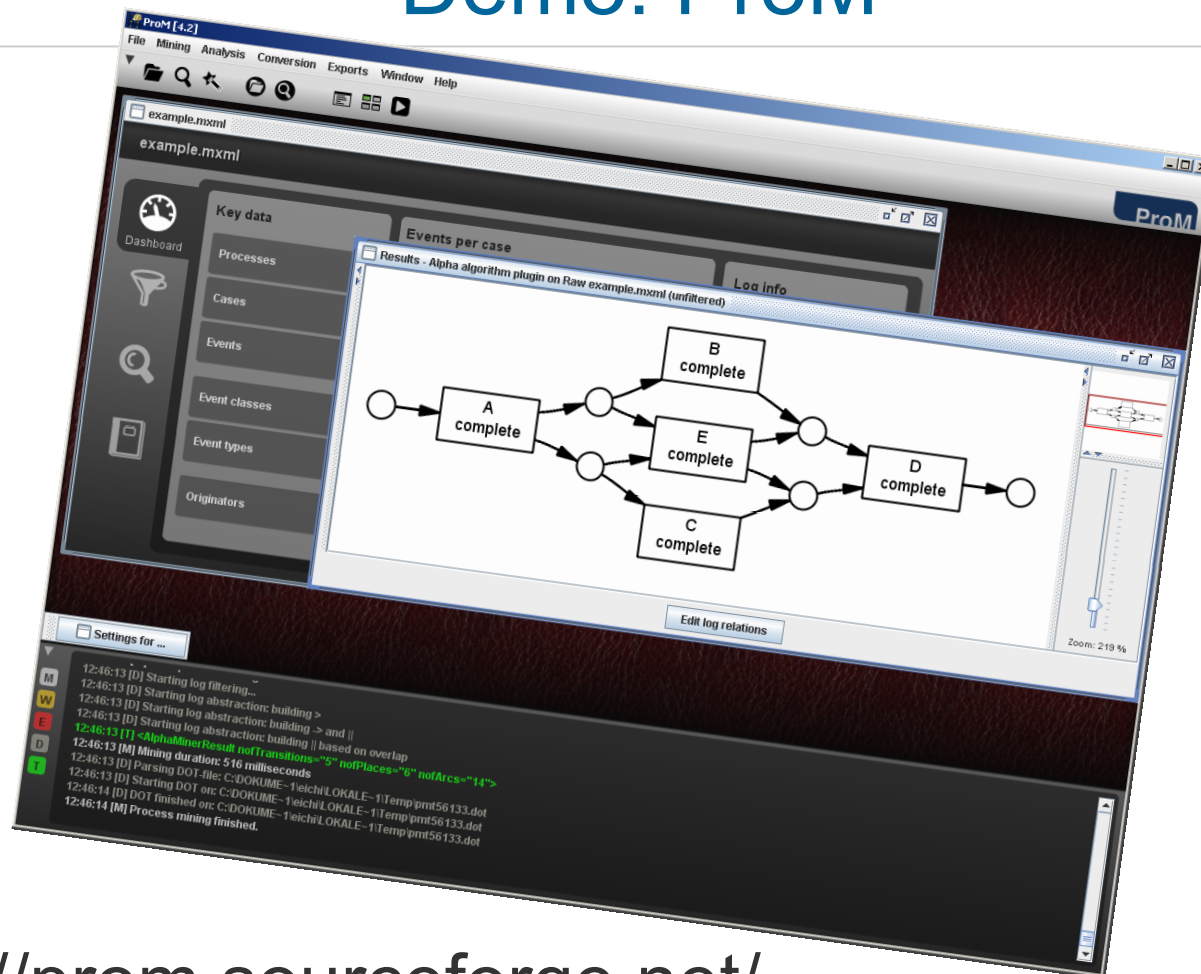 Demo: ProM
ProM [4.2]
File Mining Analysis Conversion Exports Window Help
ProM
example.mxml
example.mxml
Dashboard
Key data
Processes
Cases
Events
Event classes
Event types
Originators
Events per case
Log info
Results - Alpha algorithm plugin on Raw example.mxml (unfiltered)
A
complete
B
complete
E
complete
C
complete
D
complete
Edit log relations
Zoom: 219 %
Settings for ...
M
W
E
D
T
12:46:13 [D] Starting log filtering...
12:46:13 [D] Starting log abstraction: building >
12:46:13 [D] Starting log abstraction: building -> and ||
12:46:13 [D] Starting log abstraction: building || based on overlap
12:46:13 [T] <AlphaMinerResult nofTransitions="5" nofPlaces="6" nofArcs="14">
12:46:13 [M] Mining duration: 516 milliseconds
12:46:13 [D] Parsing DOT-file: C:\DOKUME~1\eichi\LOKALE~1\Temp\pmt56133.dot
12:46:13 [D] Starting DOT on: C:\DOKUME~1\eichi\LOKALE~1\Temp\pmt56133.dot
12:46:14 [D] DOT finished on: C:\DOKUME~1\eichi\LOKALE~1\Temp\pmt56133.dot
12:46:14 [M] Process mining finished.
//prom.sourceforge.net/